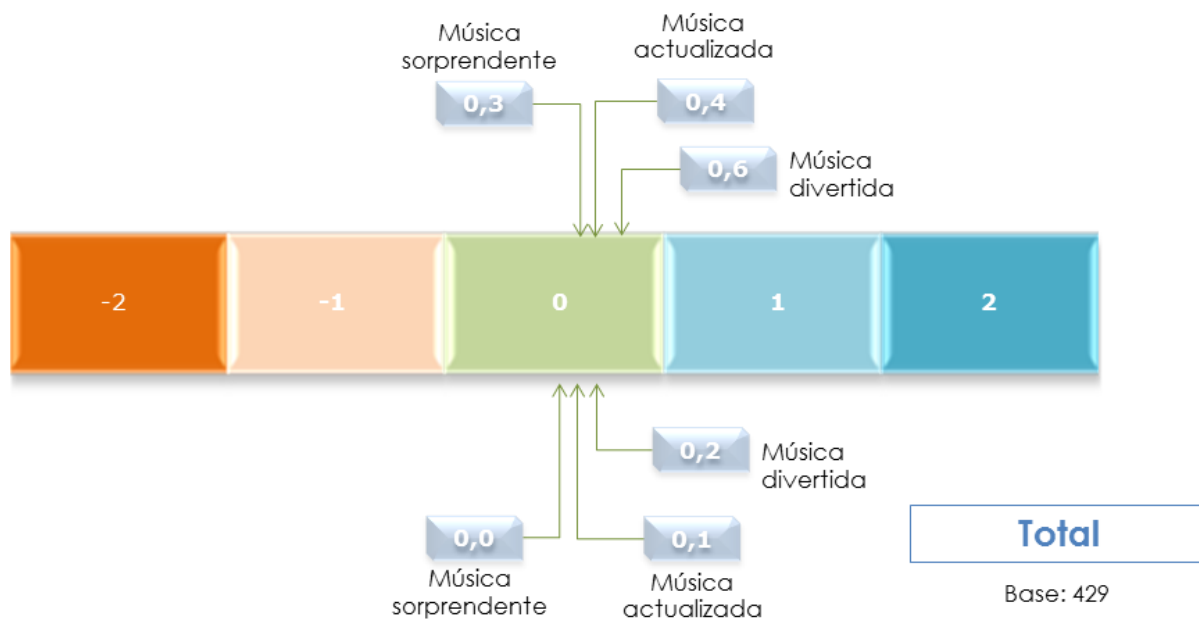 Música
sorprendente
0,3
Música
actualizada
0,4
0,6
Música
divertida
-2
-1
0
1
2
0,2
Música
divertida
0,0
Música
sorprendente
0,1
Música
actualizada
Total
Base: 429